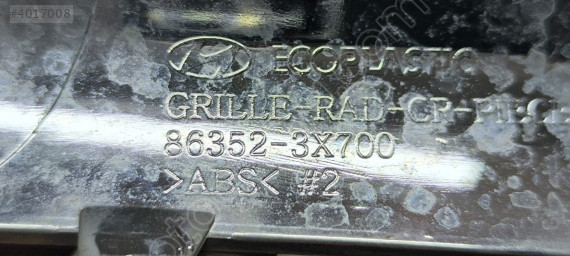 #4017008
ECOPLASTIC
GRILLE-RAD-CR-PIECE
86352-3X700
>ABS< #2